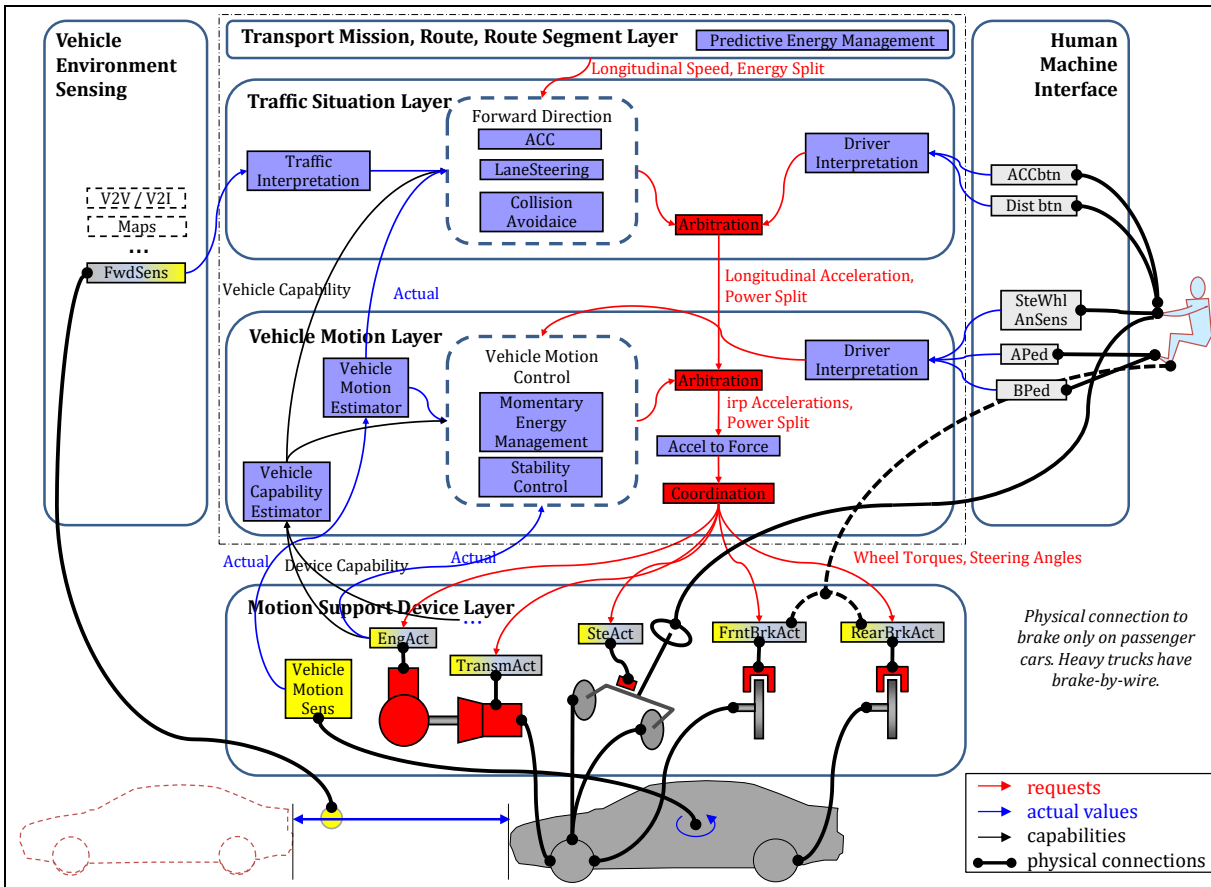 Vehicle
Environment
Sensing
Transport Mission, Route, Route Segment Layer
Predictive Energy Management
Human
Machine
Interface
Longitudinal Speed, Energy Split
Traffic Situation Layer
Forward Direction
ACC
LaneSteering
Collision
Avoidaice
Traffic
Interpretation
Driver
Interpretation
Arbitration
ACCbtn
Dist btn
V2V / V2I
Maps
...
FwdSens
Vehicle Capability
Actual
Longitudinal Acceleration,
Power Split
SteWhl
AnSens
APed
BPed
Vehicle Motion Layer
Vehicle Motion
Control
Momentary
Energy
Management
Stability
Control
Vehicle
Motion
Estimator
Vehicle
Capability
Estimator
Driver
Interpretation
Arbitration
irp Accelerations,
Power Split
Accel to Force
Coordination
Actual
Device Capability
Actual
Wheel Torques, Steering Angles
Motion Support Device Layer
...
EngAct
TransmAct
SteAct
FrntBrkAct
RearBrkAct
Vehicle
Motion
Sens
Physical connection to
brake only on passenger
cars. Heavy trucks have
brake-by-wire.
requests
actual values
capabilities
physical connections